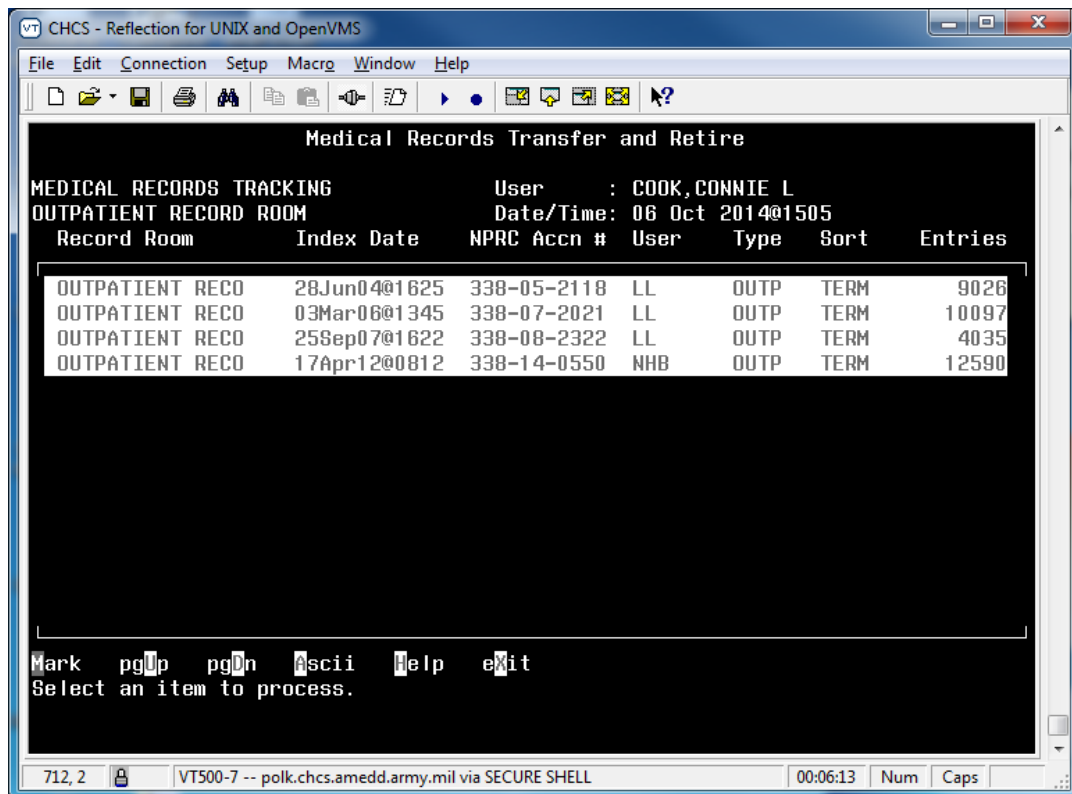 VT CHCS - Reflection for UNIX and OpenVMS
File Edit Connection Setup Macro Window Help
Medical Records Transfer and Retire
MEDICAL RECORDS TRACKING User : COOK,CONNIE L
OUTPATIENT RECORD ROOM Date/Time: 06 Oct 2014@1505
Record Room Index Date NPRC Accn # User Type Sort Entries
OUTPATIENT RECO 28Jun04@1625 338-05-2118 LL OUTP TERM 9026
OUTPATIENT RECO 03Mar06@1345 338-07-2021 LL OUTP TERM 10097
OUTPATIENT RECO 25Sep07@1622 338-08-2322 LL OUTP TERM 4035
OUTPATIENT RECO 17Apr12@0812 338-14-0550 NHB OUTP TERM 12590
Mark pgUp pgDn Ascii Help eXit
Select an item to process.
712, 2 VT500-7 -- polk.chcs.amedd.army.mil via SECURE SHELL 00:06:13 Num Caps